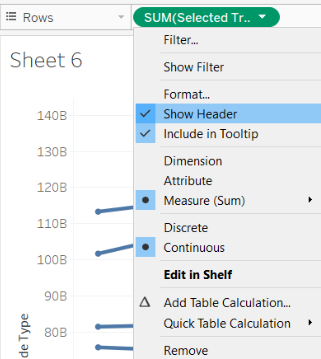 Rows
SUM(Selected Tr..
Sheet 6
Filter...
Show Filter
Format...
Show Header
Include in Tooltip
Dimension
Attribute
Measure (Sum)
Discrete
Continuous
Edit in Shelf
Add Table Calculation...
Quick Table Calculation
Remove
140B
130B
120B
110B
100B
90B
80B
de Type